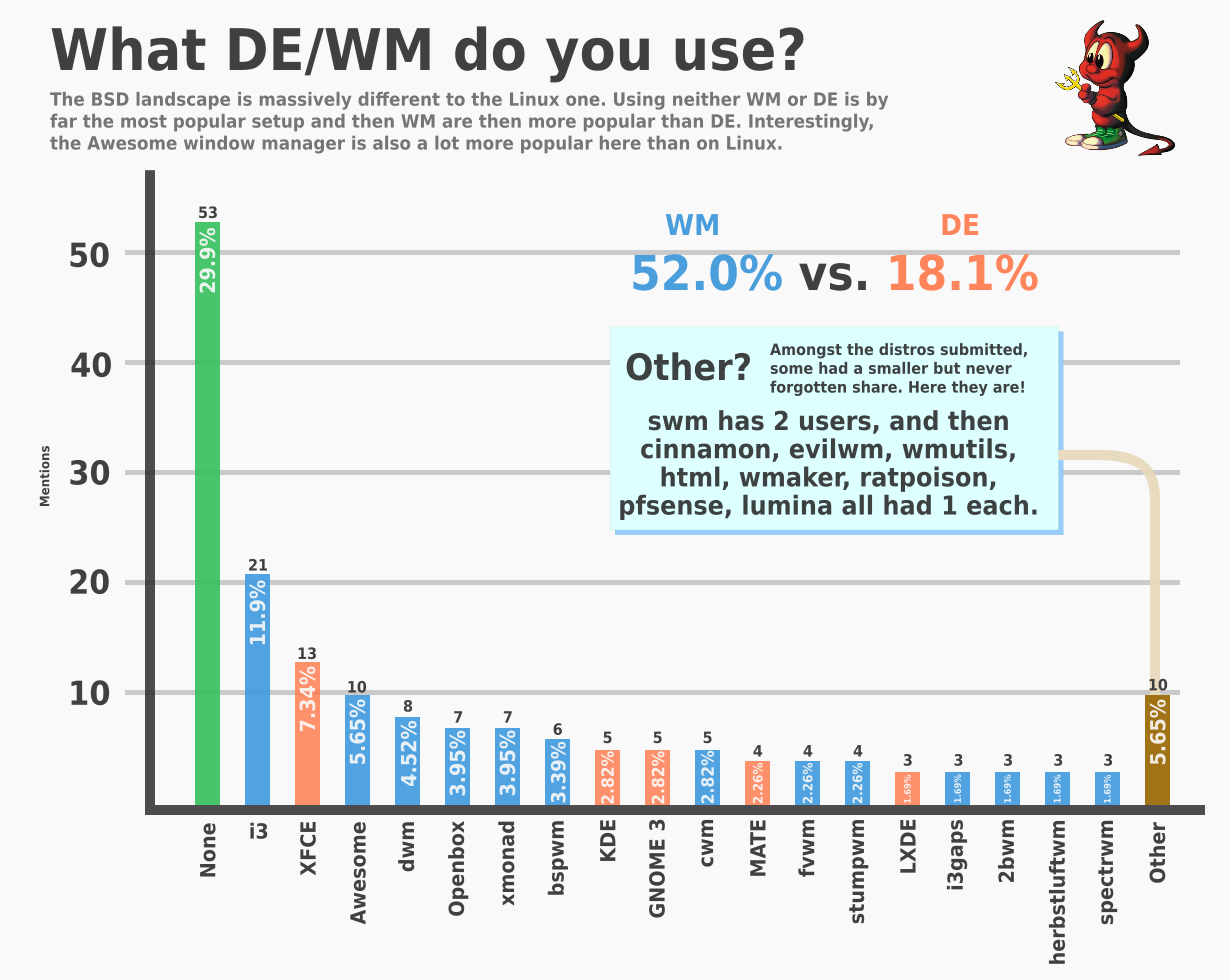 What DE/WM do you use?
The BSD landscape is massively different to the Linux one. Using neither WM or DE is by
far the most popular setup and then WM are then more popular than DE. Interestingly,
the Awesome window manager is also a lot more popular here than on Linux.
WM
DE
52.0% vs. 18.1%
Other?
Amongst the distros submitted,
some had a smaller but never
forgotten share. Here they are!
swm has 2 users, and then
cinnamon, evilwm, wmutils,
html, wmaker, ratpoison,
pfsense, lumina all had 1 each.
Mentions
50
40
30
20
10
53
29.9%
None
21
11.9%
i3
13
7.34%
XFCE
10
5.65%
Awesome
8
4.52%
dwm
7
3.95%
Openbox
7
3.95%
xmonad
6
3.39%
bspwm
5
2.82%
KDE
5
2.82%
GNOME 3
5
2.82%
cwm
4
2.26%
MATE
4
2.26%
fvwm
4
2.26%
stumpwm
3
1.69%
LXDE
3
1.69%
i3gaps
3
1.69%
2bwm
3
1.69%
herbstluftwm
3
1.69%
spectrwm
10
5.65%
Other